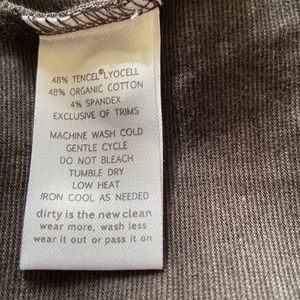 48% TENCEL® LYOCELL
48% ORGANIC COTTON
4% SPANDEX
EXCLUSIVE OF TRIMS
MACHINE WASH COLD
GENTLE CYCLE
DO NOT BLEACH
TUMBLE DRY
LOW HEAT
IRON COOL AS NEEDED
dirty is the new clean
wear more, wash less
wear it out or pass it on